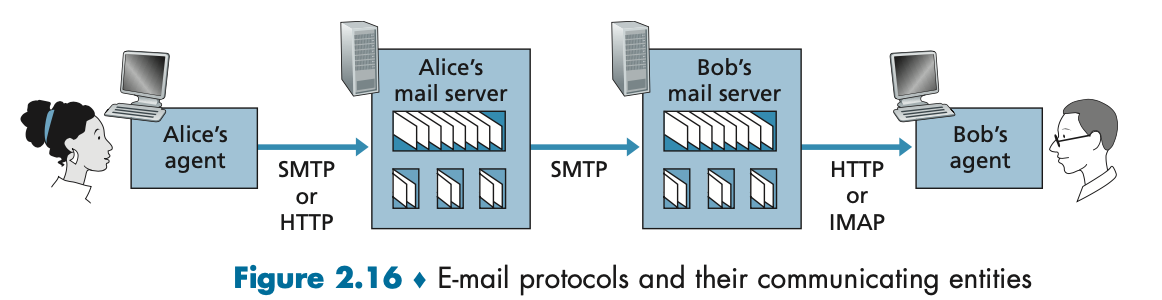 Alice's
agent
SMTP
or
HTTP
Alice's
mail server
SMTP
Bob's
mail server
HTTP
or
IMAP
Bob's
agent
Figure 2.16 ♦ E-mail protocols and their communicating entities